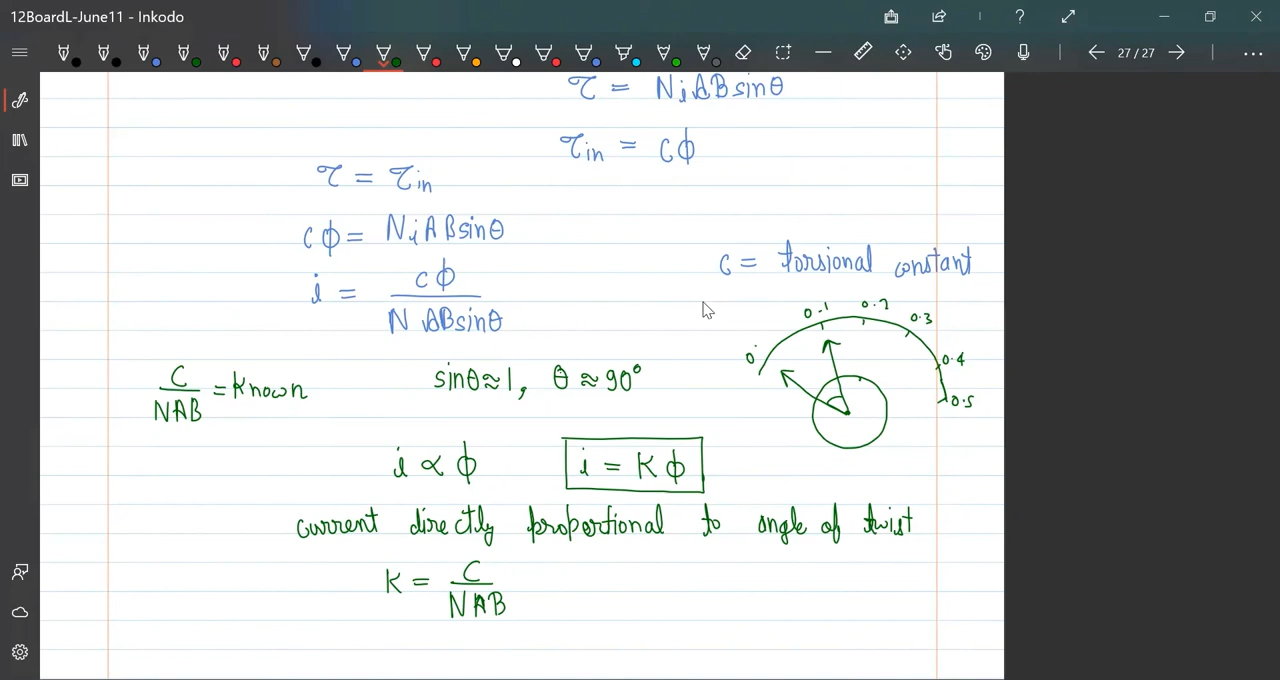 12BoardL-June11 - Inkodo
27/27
τ = NiABsinθ
τin = cϕ
τ = τin
cϕ = NiABsinθ
i = cϕ / NABsinθ
c = torsional constant
0 0.1 0.2 0.3 0.4 0.5
C/NAB = Known
sinθ≈1, θ≈90°
i ∝ ϕ
i = Kϕ
current directly proportional to angle of twist
K = C/NAB